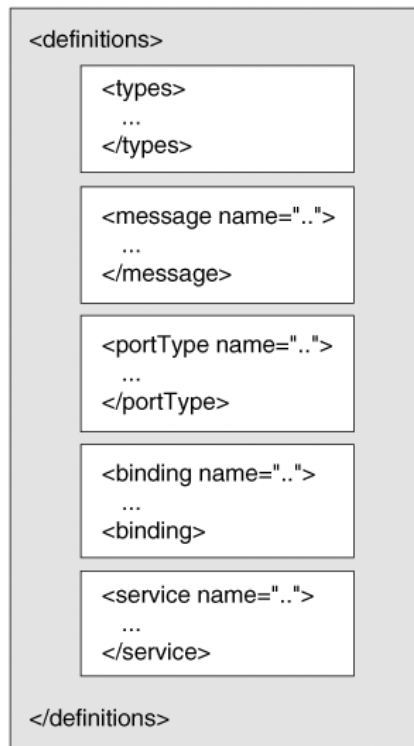 <definitions>
<types>
...
</types>
<message name="..">
...
</message>
<portType name="..">
...
</portType>
<binding name="..">
...
<binding>
<service name="..">
...
</service>
</definitions>